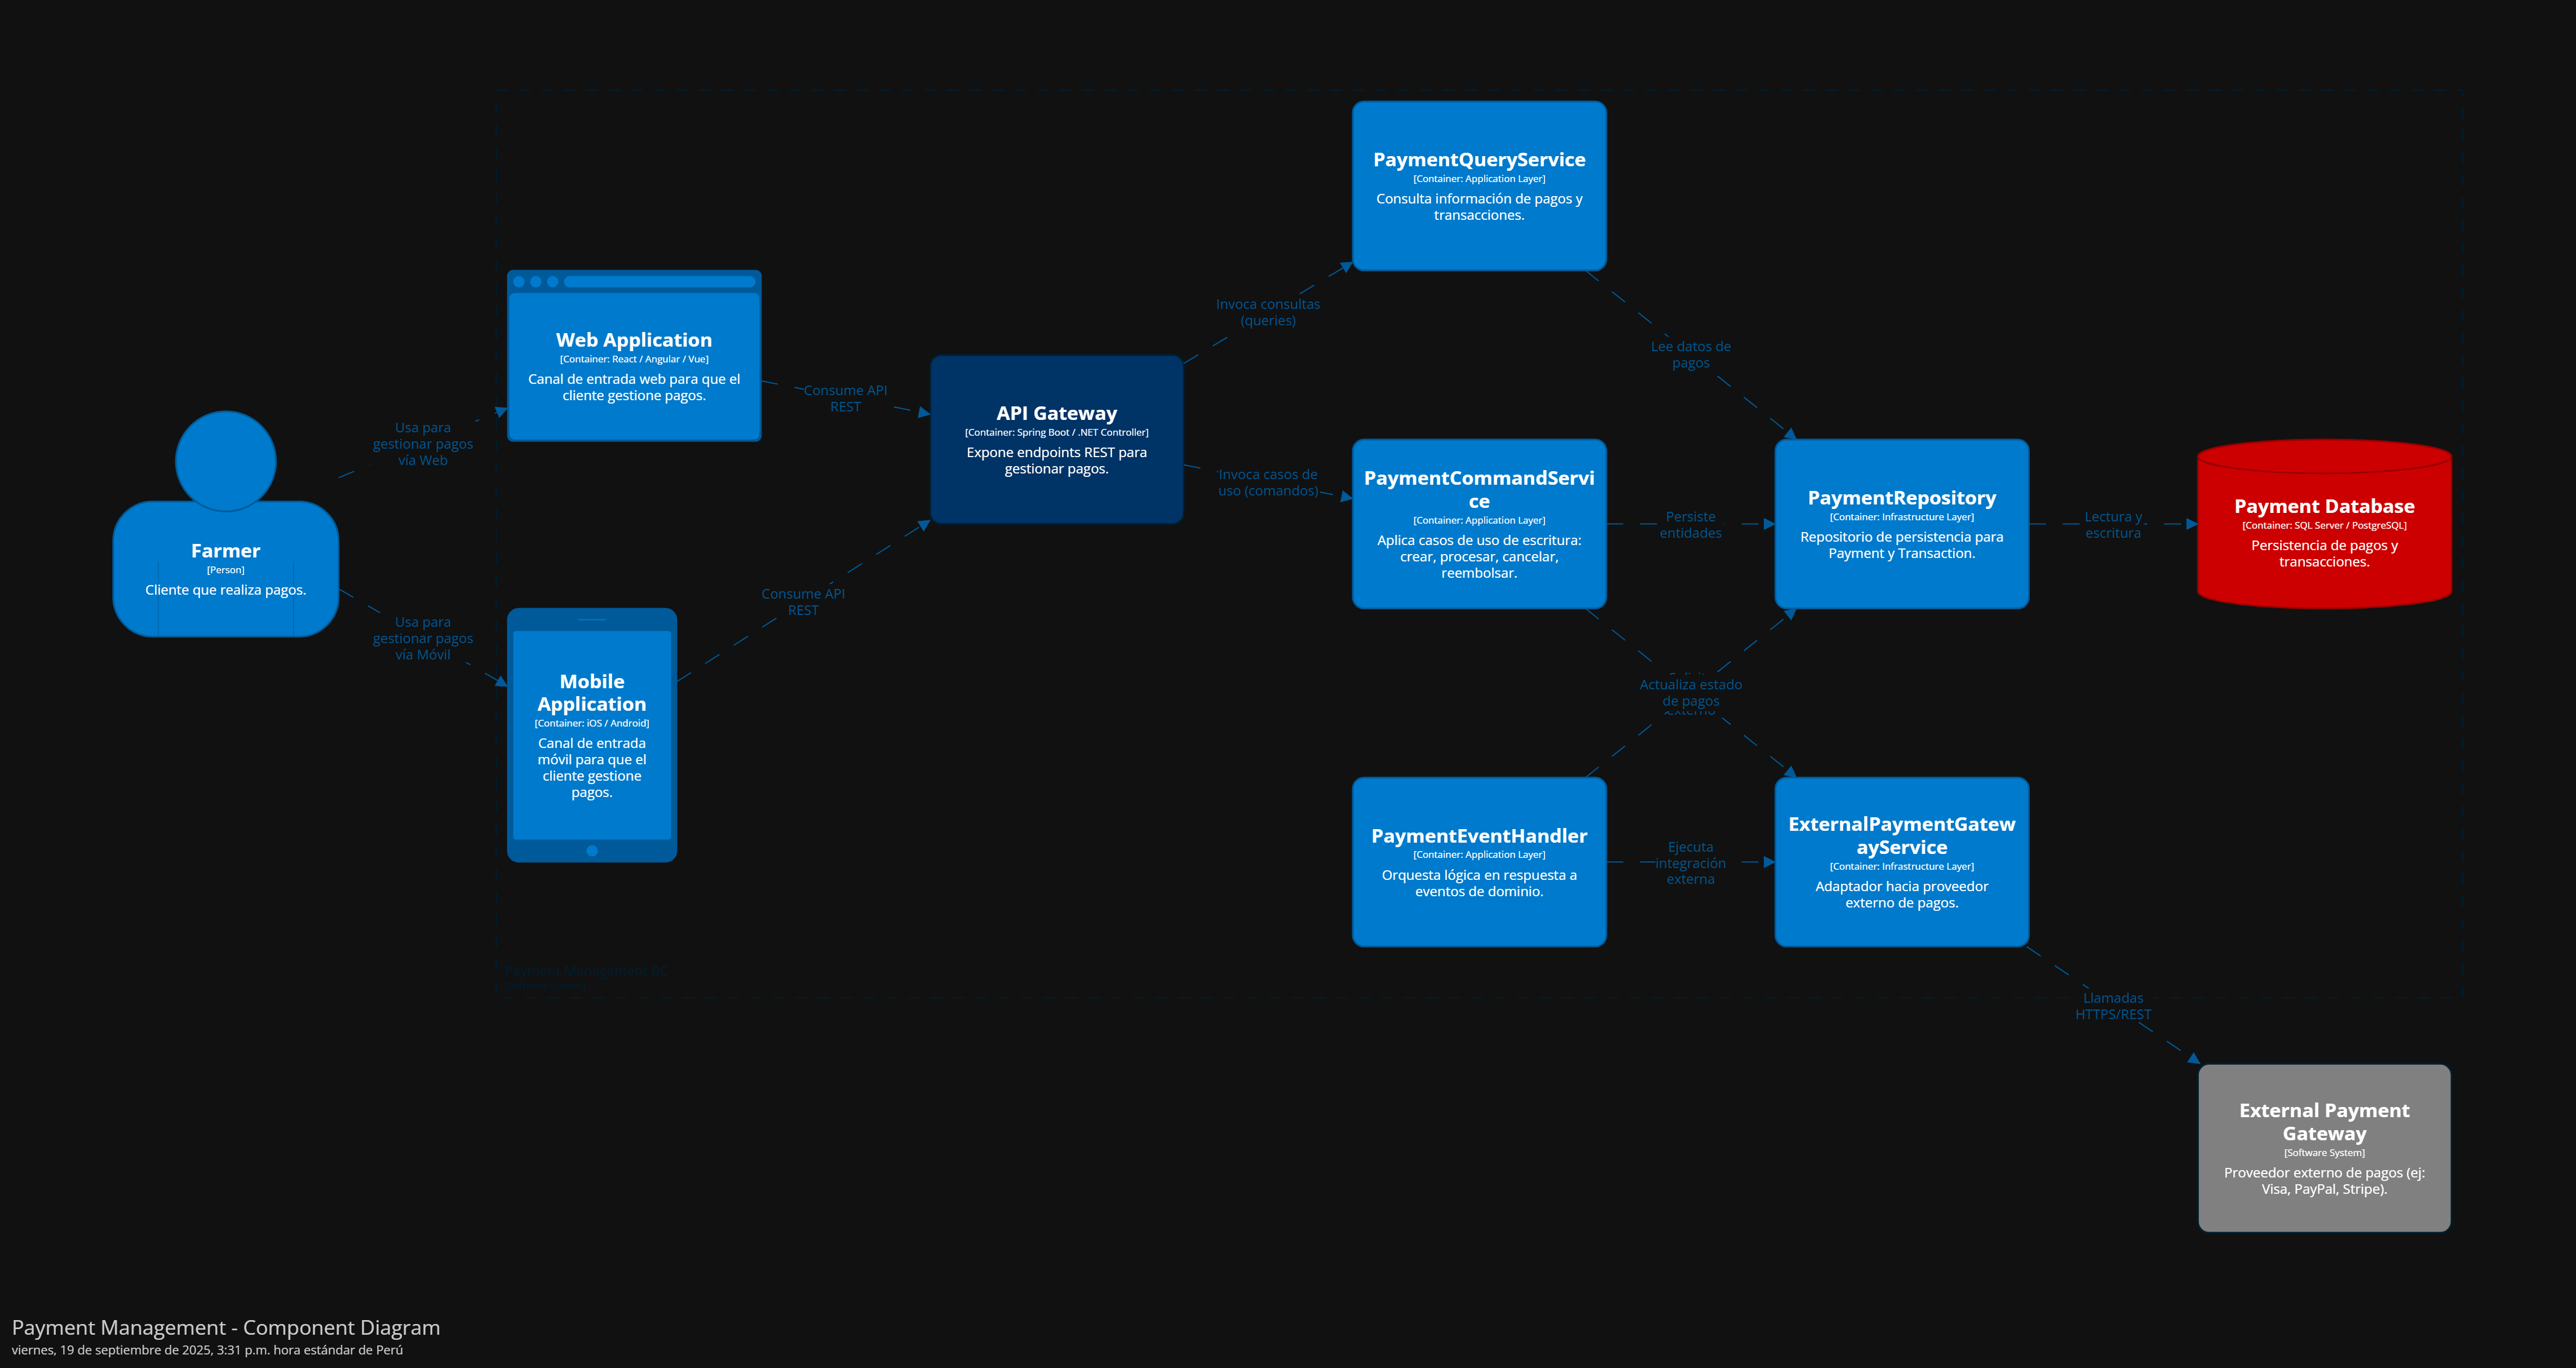 PaymentQueryService
[Container: Application Layer]
Consulta información de pagos y
transacciones.
Invoca consultas
(queries)
Lee datos de
pagos
Web Application
[Container: React / Angular / Vue]
Canal de entrada web para que el
cliente gestione pagos.
Consume API
REST
API Gateway
[Container: Spring Boot / .NET Controller]
Expone endpoints REST para
gestionar pagos.
Usa para
gestionar pagos
vía Web
Invoca casos de
uso (comandos)
PaymentCommandServi
ce
[Container: Application Layer]
Aplica casos de uso de escritura:
crear, procesar, cancelar,
reembolsar.
Persiste
entidades
PaymentRepository
[Container: Infrastructure Layer]
Repositorio de persistencia para
Payment y Transaction.
Lectura y
escritura
Payment Database
[Container: SQL Server / PostgreSQL]
Persistencia de pagos y
transacciones.
Farmer
[Person]
Cliente que realiza pagos.
Usa para
gestionar pagos
vía Móvil
Consume API
REST
Mobile
Application
[Container: iOS / Android]
Canal de entrada
móvil para que el
cliente gestione
pagos.
Actualiza estado
de pagos
PaymentEventHandler
[Container: Application Layer]
Orquesta lógica en respuesta a
eventos de dominio.
Ejecuta
integración
externa
ExternalPaymentGatew
ayService
[Container: Infrastructure Layer]
Adaptador hacia proveedor
externo de pagos.
Payment Management BC
[Software System]
Llamadas
HTTPS/REST
External Payment
Gateway
[Software System]
Proveedor externo de pagos (ej:
Visa, PayPal, Stripe).
Payment Management - Component Diagram
viernes, 19 de septiembre de 2025, 3:31 p.m. hora estándar de Perú